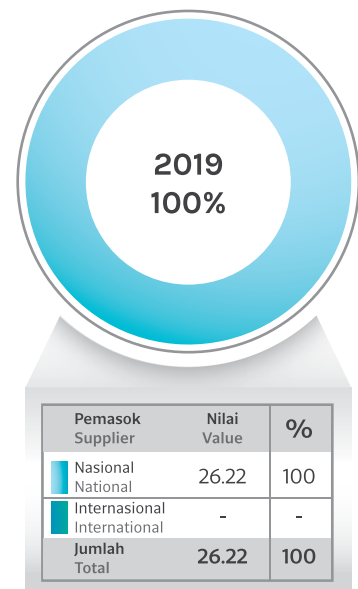 2019
100%
Pemasok Nilai %
Supplier Value
Nasional 26.22 100
National
Internasional - -
International
Jumlah 26.22 100
Total